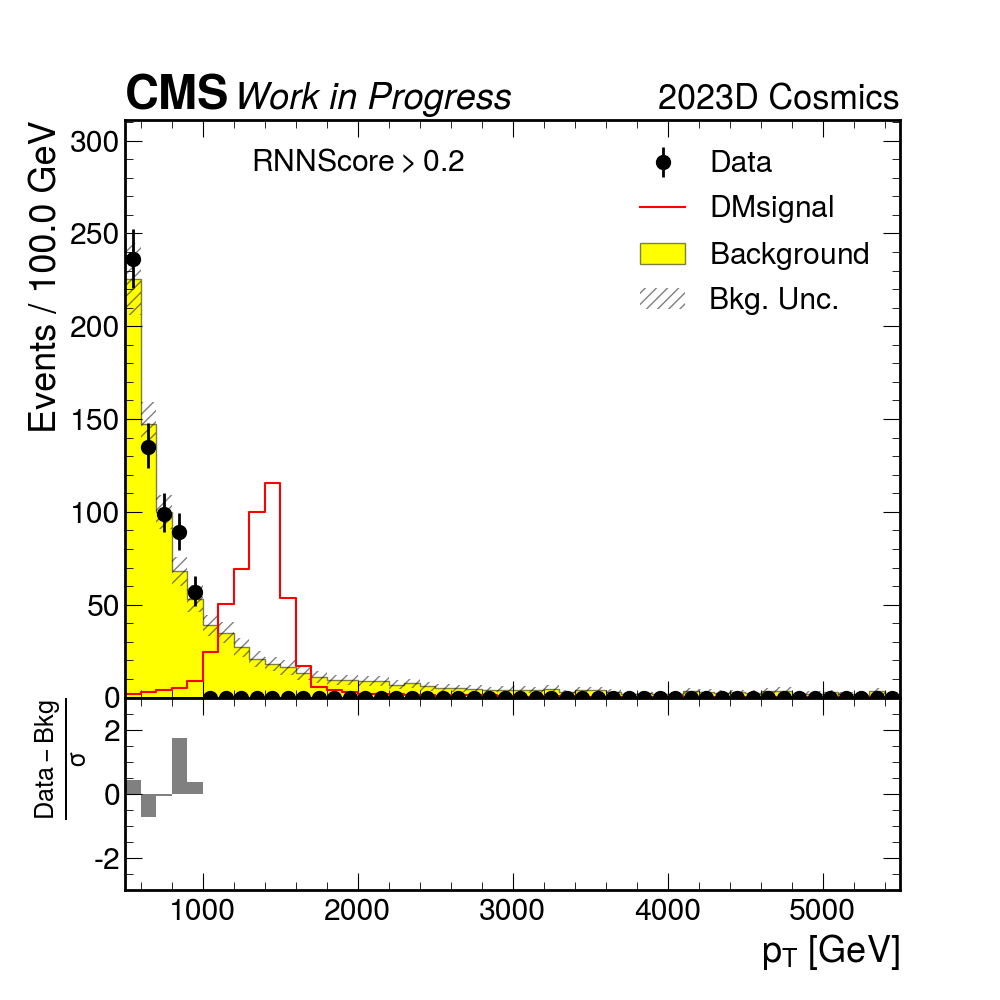 CMS Work in Progress 2023D Cosmics
RNNScore > 0.2
Data
DMsignal
Background
Bkg. Unc.
Events / 100.0 GeV
300
250
200
150
100
50
0
Data – Bkg
σ
2
0
-2
1000 2000 3000 4000 5000
pT [GeV]